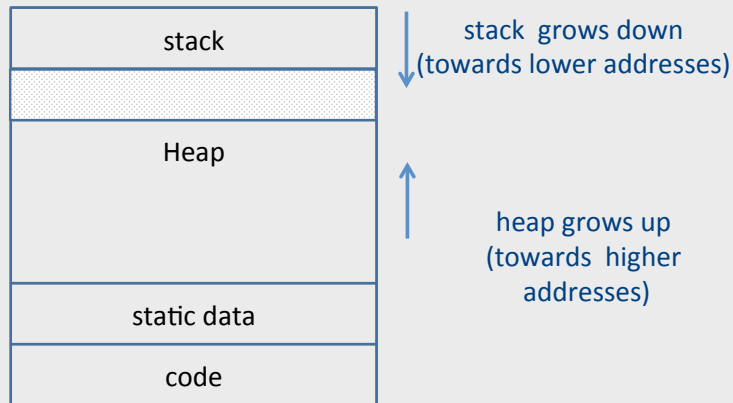 stack
stack grows down
(towards lower addresses)
Heap
heap grows up
(towards higher
addresses)
static data
code